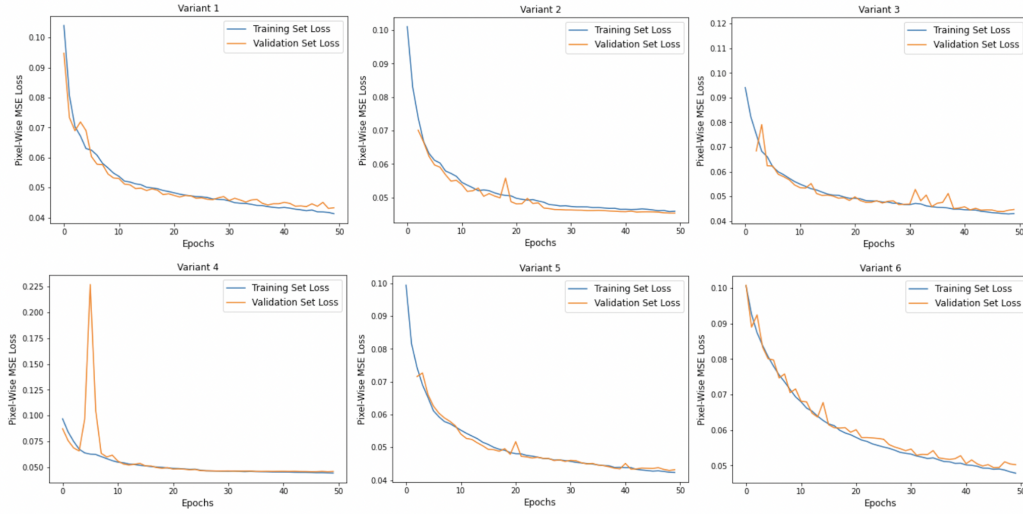 Variant 1
Training Set Loss
Validation Set Loss
Pixel-Wise MSE Loss
0.10
0.09
0.08
0.07
0.06
0.05
0.04
0 10 20 30 40 50
Epochs
Variant 2
Training Set Loss
Validation Set Loss
Pixel-Wise MSE Loss
0.10
0.09
0.08
0.07
0.06
0.05
0 10 20 30 40 50
Epochs
Variant 3
Training Set Loss
Validation Set Loss
Pixel-Wise MSE Loss
0.12
0.11
0.10
0.09
0.08
0.07
0.06
0.05
0.04
0 10 20 30 40 50
Epochs
Variant 4
Training Set Loss
Validation Set Loss
Pixel-Wise MSE Loss
0.225
0.200
0.175
0.150
0.125
0.100
0.075
0.050
0 10 20 30 40 50
Epochs
Variant 5
Training Set Loss
Validation Set Loss
Pixel-Wise MSE Loss
0.10
0.09
0.08
0.07
0.06
0.05
0.04
0 10 20 30 40 50
Epochs
Variant 6
Training Set Loss
Validation Set Loss
Pixel-Wise MSE Loss
0.10
0.09
0.08
0.07
0.06
0.05
0 10 20 30 40 50
Epochs